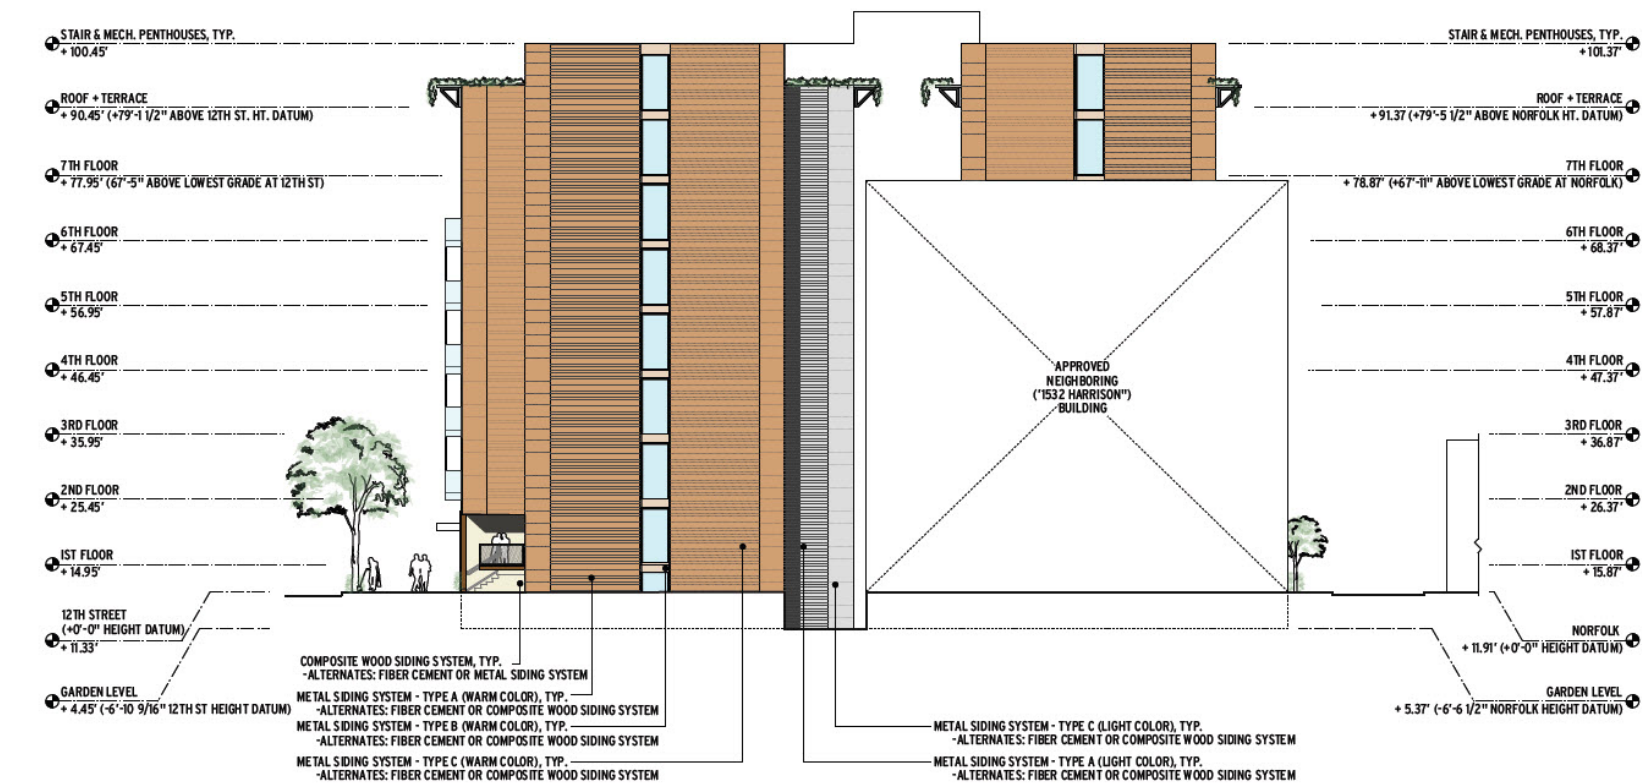 STAIR & MECH. PENTHOUSES, TYP.
+ 100.45'
ROOF + TERRACE
+ 90.45' (+79'-1 1/2" ABOVE 12TH ST. HT. DATUM)
7TH FLOOR
+ 77.95' (67'-5" ABOVE LOWEST GRADE AT 12TH ST)
6TH FLOOR
+ 67.45'
5TH FLOOR
+ 56.95'
4TH FLOOR
+ 46.45'
3RD FLOOR
+ 35.95'
2ND FLOOR
+ 25.45'
1ST FLOOR
+ 14.95'
12TH STREET
(+0'-0" HEIGHT DATUM)
+ 11.33'
GARDEN LEVEL
+ 4.45' (-6'-10 9/16" 12TH ST HEIGHT DATUM)
COMPOSITE WOOD SIDING SYSTEM, TYP.
-ALTERNATES: FIBER CEMENT OR METAL SIDING SYSTEM
METAL SIDING SYSTEM - TYPE A (WARM COLOR), TYP.
-ALTERNATES: FIBER CEMENT OR COMPOSITE WOOD SIDING SYSTEM
METAL SIDING SYSTEM - TYPE B (WARM COLOR), TYP.
-ALTERNATES: FIBER CEMENT OR COMPOSITE WOOD SIDING SYSTEM
METAL SIDING SYSTEM - TYPE C (WARM COLOR), TYP.
-ALTERNATES: FIBER CEMENT OR COMPOSITE WOOD SIDING SYSTEM
APPROVED
NEIGHBORING
("1532 HARRISON")
BUILDING
METAL SIDING SYSTEM - TYPE C (LIGHT COLOR), TYP.
-ALTERNATES: FIBER CEMENT OR COMPOSITE WOOD SIDING SYSTEM
METAL SIDING SYSTEM - TYPE A (LIGHT COLOR), TYP.
-ALTERNATES: FIBER CEMENT OR COMPOSITE WOOD SIDING SYSTEM
STAIR & MECH. PENTHOUSES, TYP.
+ 101.37'
ROOF + TERRACE
+ 91.37 (+79'-5 1/2" ABOVE NORFOLK HT. DATUM)
7TH FLOOR
+ 78.87' (+67'-11" ABOVE LOWEST GRADE AT NORFOLK)
6TH FLOOR
+ 68.37'
5TH FLOOR
+ 57.87'
4TH FLOOR
+ 47.37'
3RD FLOOR
+ 36.87'
2ND FLOOR
+ 26.37'
1ST FLOOR
+ 15.87'
NORFOLK
+ 11.91' (+0'-0" HEIGHT DATUM)
GARDEN LEVEL
+ 5.37' (-6'-6 1/2" NORFOLK HEIGHT DATUM)